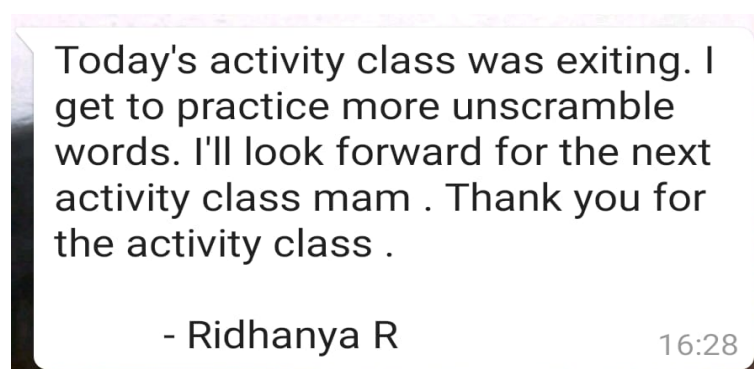 Today's activity class was exiting. I
get to practice more unscramble
words. I'll look forward for the next
activity class mam . Thank you for
the activity class .
- Ridhanya R
16:28